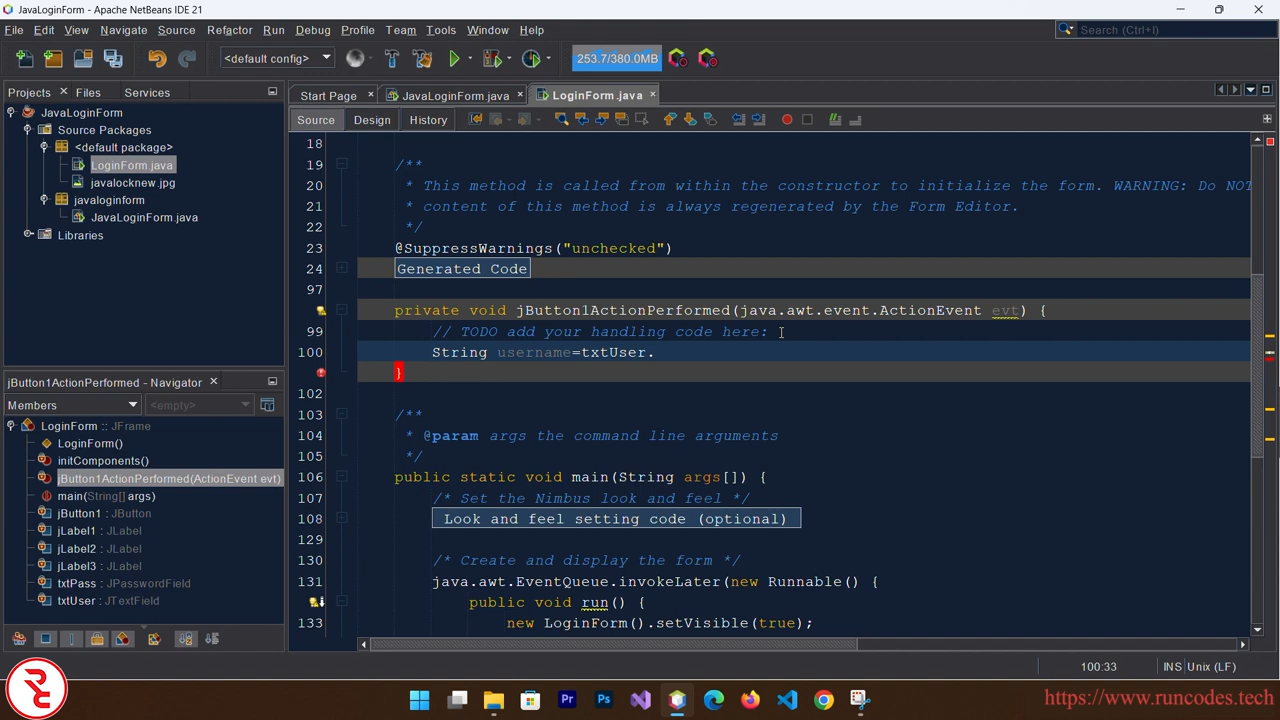 JavaLoginForm - Apache NetBeans IDE 21
File Edit View Navigate Source Refactor Run Debug Profile Team Tools Window Help
Search (Ctrl+I)
<default config>
253.7/380.0MB
Projects Files Services
JavaLoginForm
Source Packages
<default package>
LoginForm.java
javalocknew.jpg
javaloginform
JavaLoginForm.java
Libraries
jButton1ActionPerformed - Navigator
Members
<empty>
LoginForm :: JFrame
LoginForm()
initComponents()
jButton1ActionPerformed(ActionEvent evt)
main(String[] args)
jButton1 : JButton
jLabel1 : JLabel
jLabel2 : JLabel
jLabel3 : JLabel
txtPass : JPasswordField
txtUser : JTextField
Start Page JavaLoginForm.java LoginForm.java
Source Design History
18
19 /**
20 * This method is called from within the constructor to initialize the form. WARNING: Do NOT
21 * content of this method is always regenerated by the Form Editor.
22 */
23 @SuppressWarnings("unchecked")
24 Generated Code
97
private void jButton1ActionPerformed(java.awt.event.ActionEvent evt) {
99 // TODO add your handling code here:
100 String username=txtUser.
}
102
103 /**
104 * @param args the command line arguments
105 */
106 public static void main(String args[]) {
107 /* Set the Nimbus look and feel */
108 Look and feel setting code (optional)
129
130 /* Create and display the form */
131 java.awt.EventQueue.invokeLater(new Runnable() {
public void run() {
133 new LoginForm().setVisible(true);
100:33 INS Unix (LF)
https://www.runcodes.tech